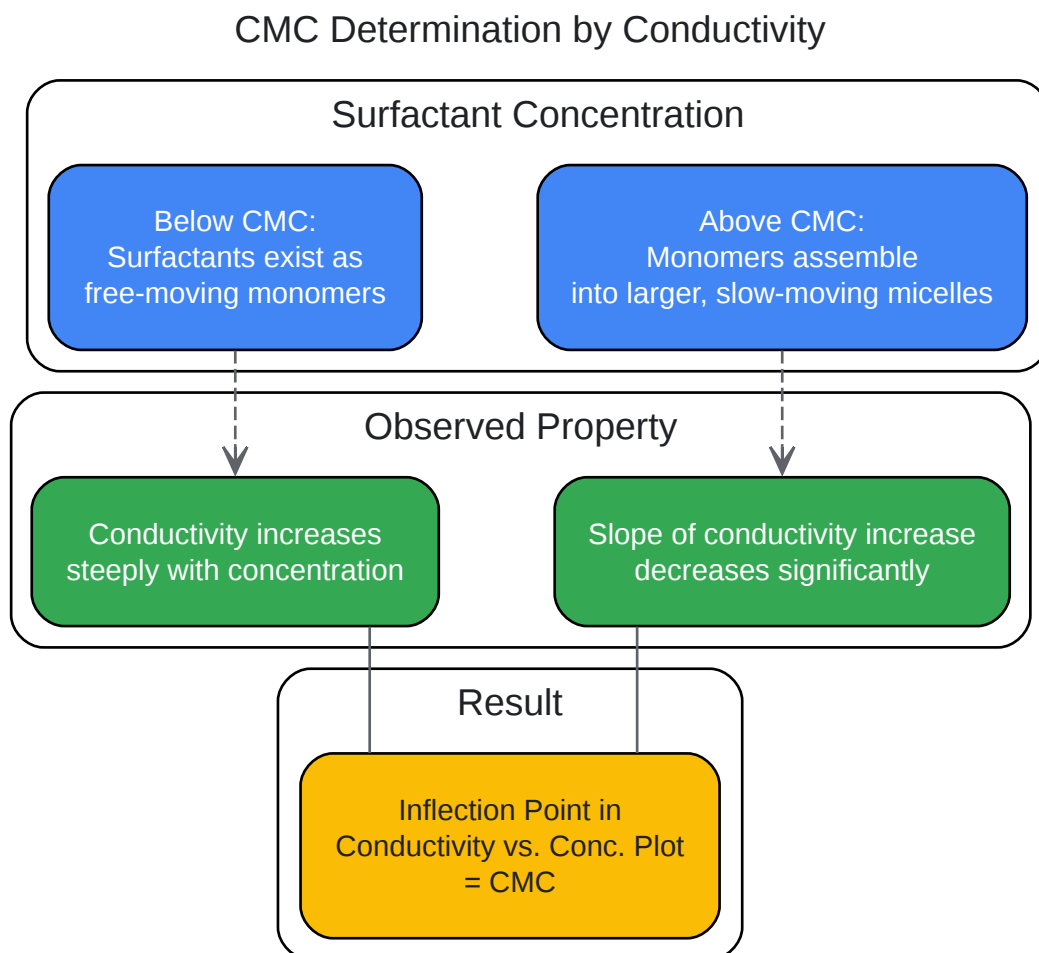 CMC Determination by Conductivity
Surfactant Concentration
Below CMC:
Surfactants exist as
free-moving monomers
Above CMC:
Monomers assemble
into larger, slow-moving micelles
Observed Property
Conductivity increases
steeply with concentration
Slope of conductivity increase
decreases significantly
Result
Inflection Point in
Conductivity vs. Conc. Plot
= CMC